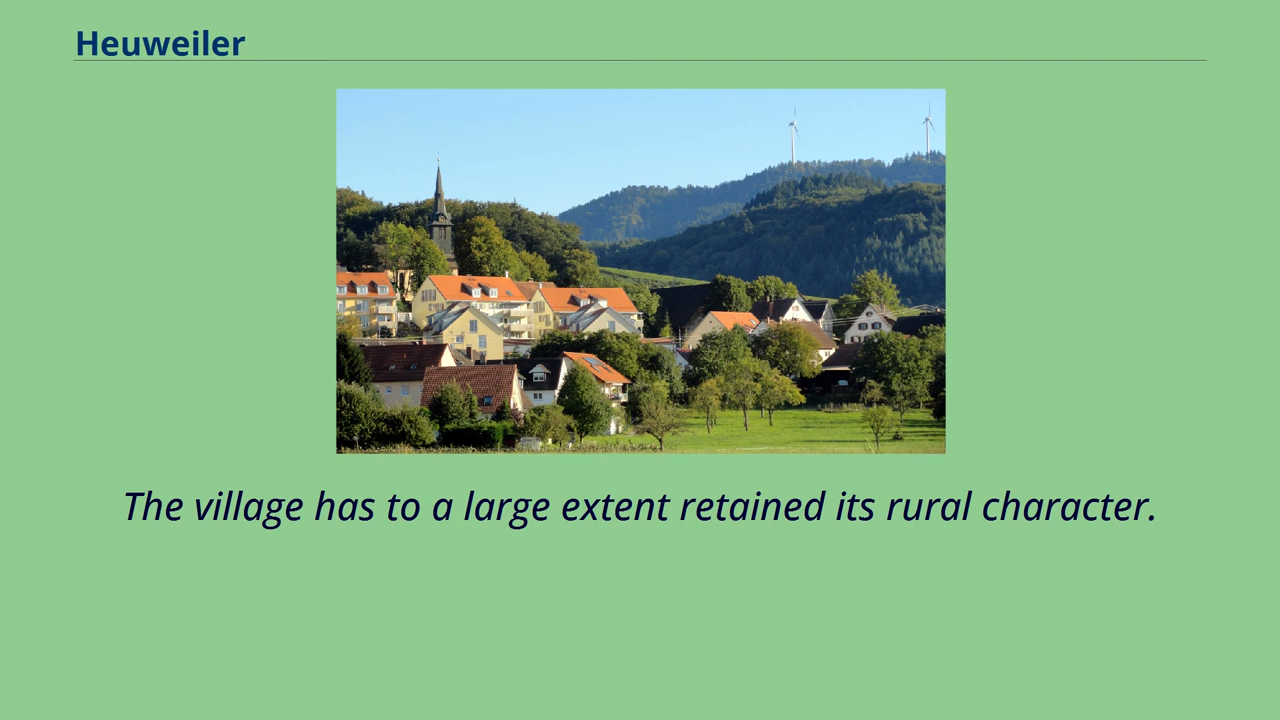 Heuweiler
The village has to a large extent retained its rural character.